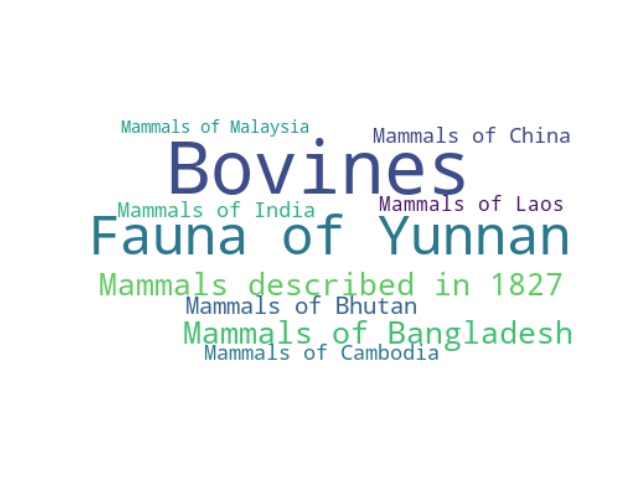 Mammals of Malaysia
Mammals of China
Bovines
Mammals of India
Mammals of Laos
Fauna of Yunnan
Mammals described in 1827
Mammals of Bhutan
Mammals of Bangladesh
Mammals of Cambodia